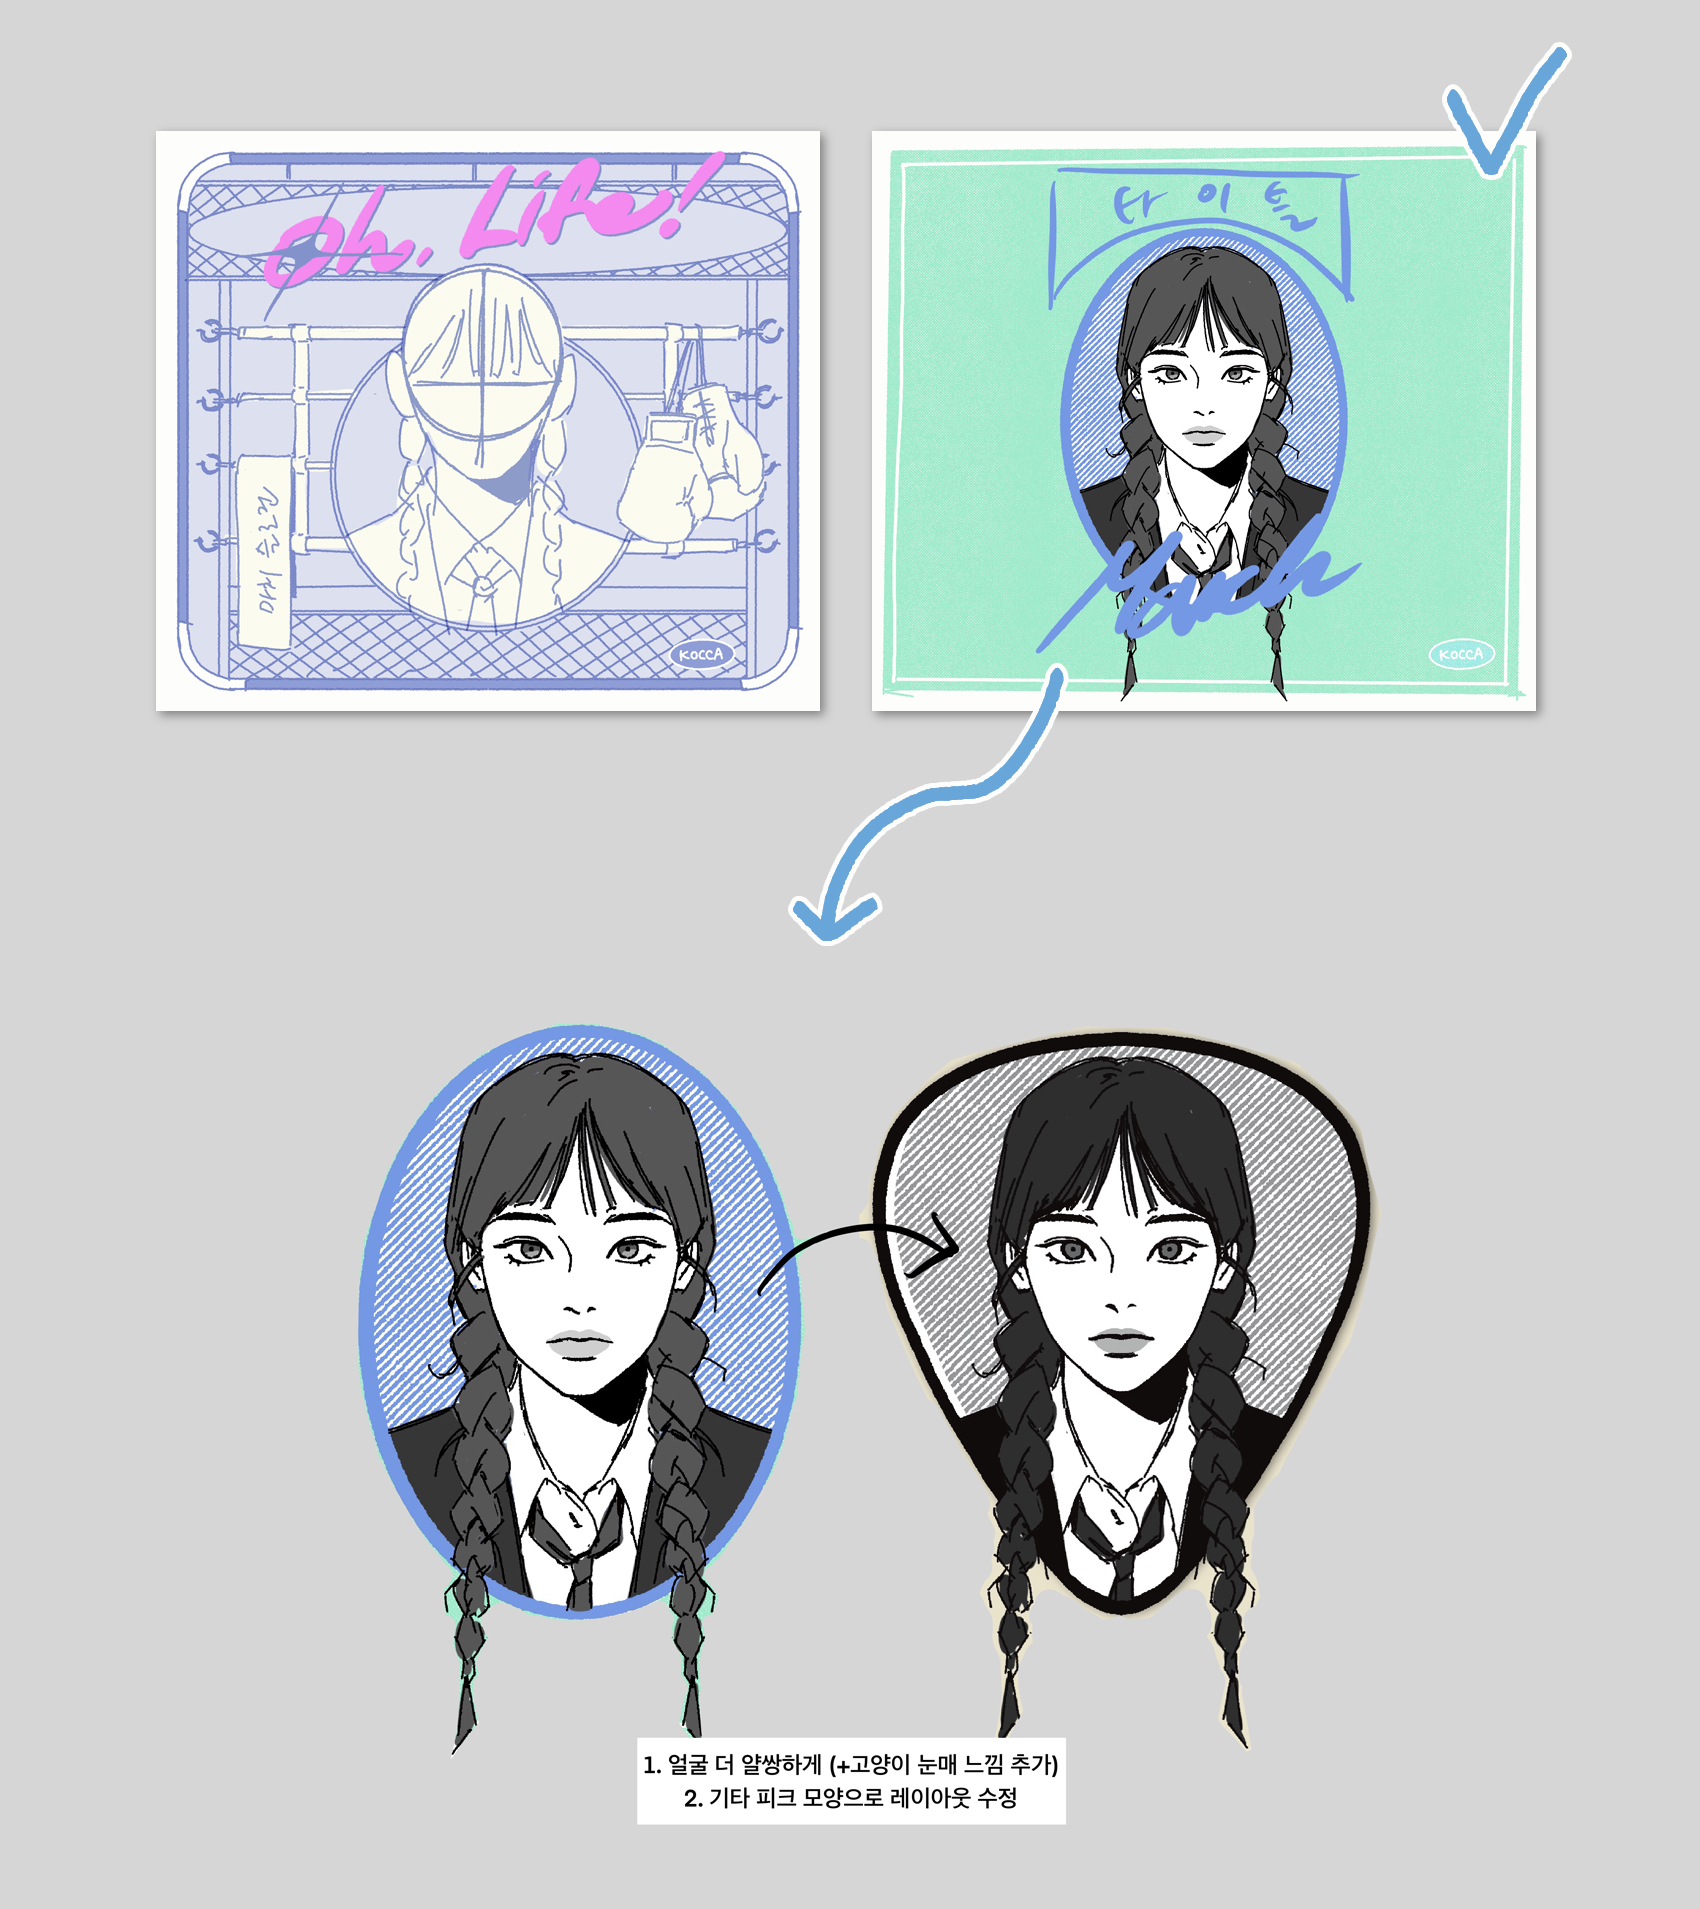 Oh, Life!
KOCCA
타이틀
KOCCA
1. 얼굴 더 얄쌍하게 (+고양이 눈매 느낌 추가)
2. 기타 피크 모양으로 레이아웃 수정